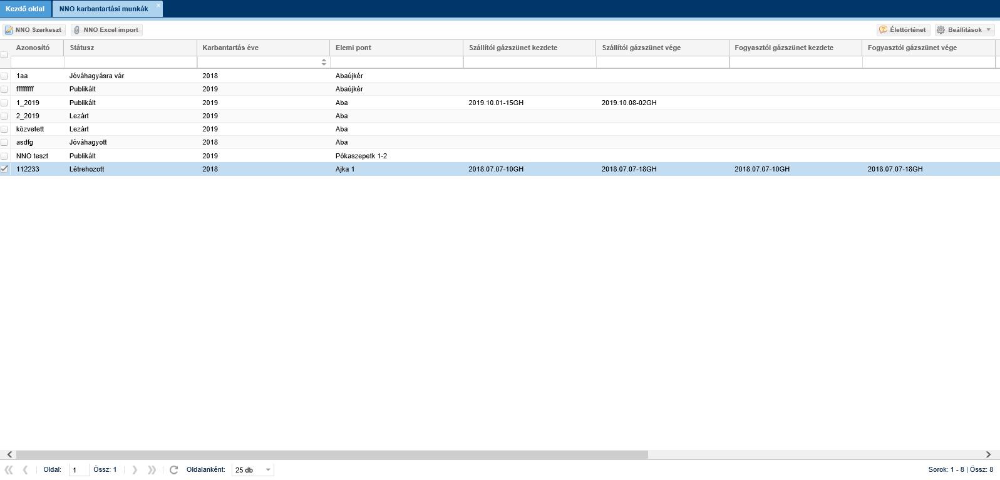 Kezdő oldal NNO karbantartási munkák
NNO Szerkeszt NNO Excel import Élettörténet Beállítások
Azonosító Státusz Karbantartás éve Elemi pont Szállítói gázszünet kezdete Szállítói gázszünet vége Fogyasztói gázszünet kezdete Fogyasztói gázszünet vége
1aa Jóváhagyásra vár 2018 Abaújkér
fffffffff Publikált 2019 Abaújkér
1_2019 Publikált 2019 Aba 2019.10.01-15GH 2019.10.08-02GH
2_2019 Lezárt 2019 Aba
közvetett Lezárt 2019 Aba
asdfg Jóváhagyott 2018 Aba
NNO teszt Publikált 2019 Pókaszepetk 1-2
112233 Létrehozott 2018 Ajka 1 2018.07.07-10GH 2018.07.07-18GH 2018.07.07-10GH 2018.07.07-18GH
Oldal: 1 Össz: 1 Oldalanként: 25 db Sorok: 1 - 8 | Össz: 8